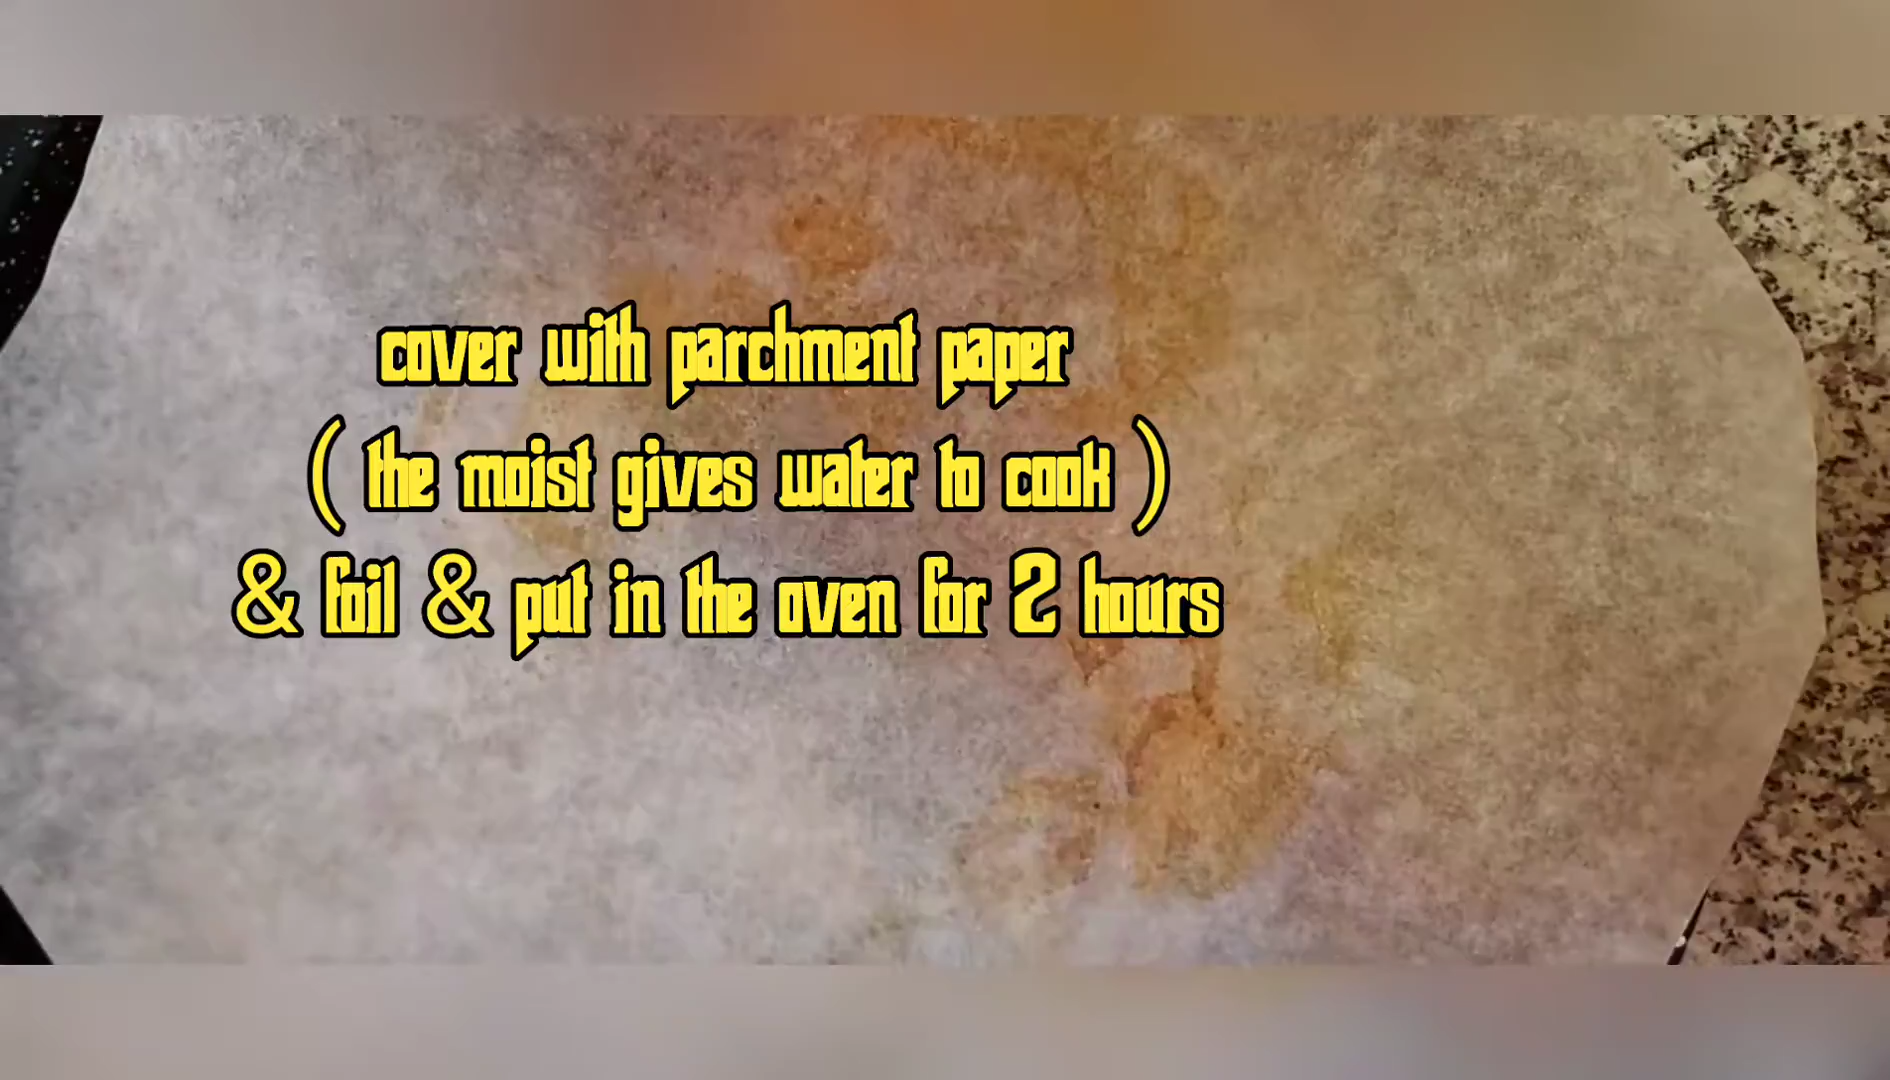 cover with parchment paper
( the moist gives water to cook )
& foil & put in the oven for 2 hours